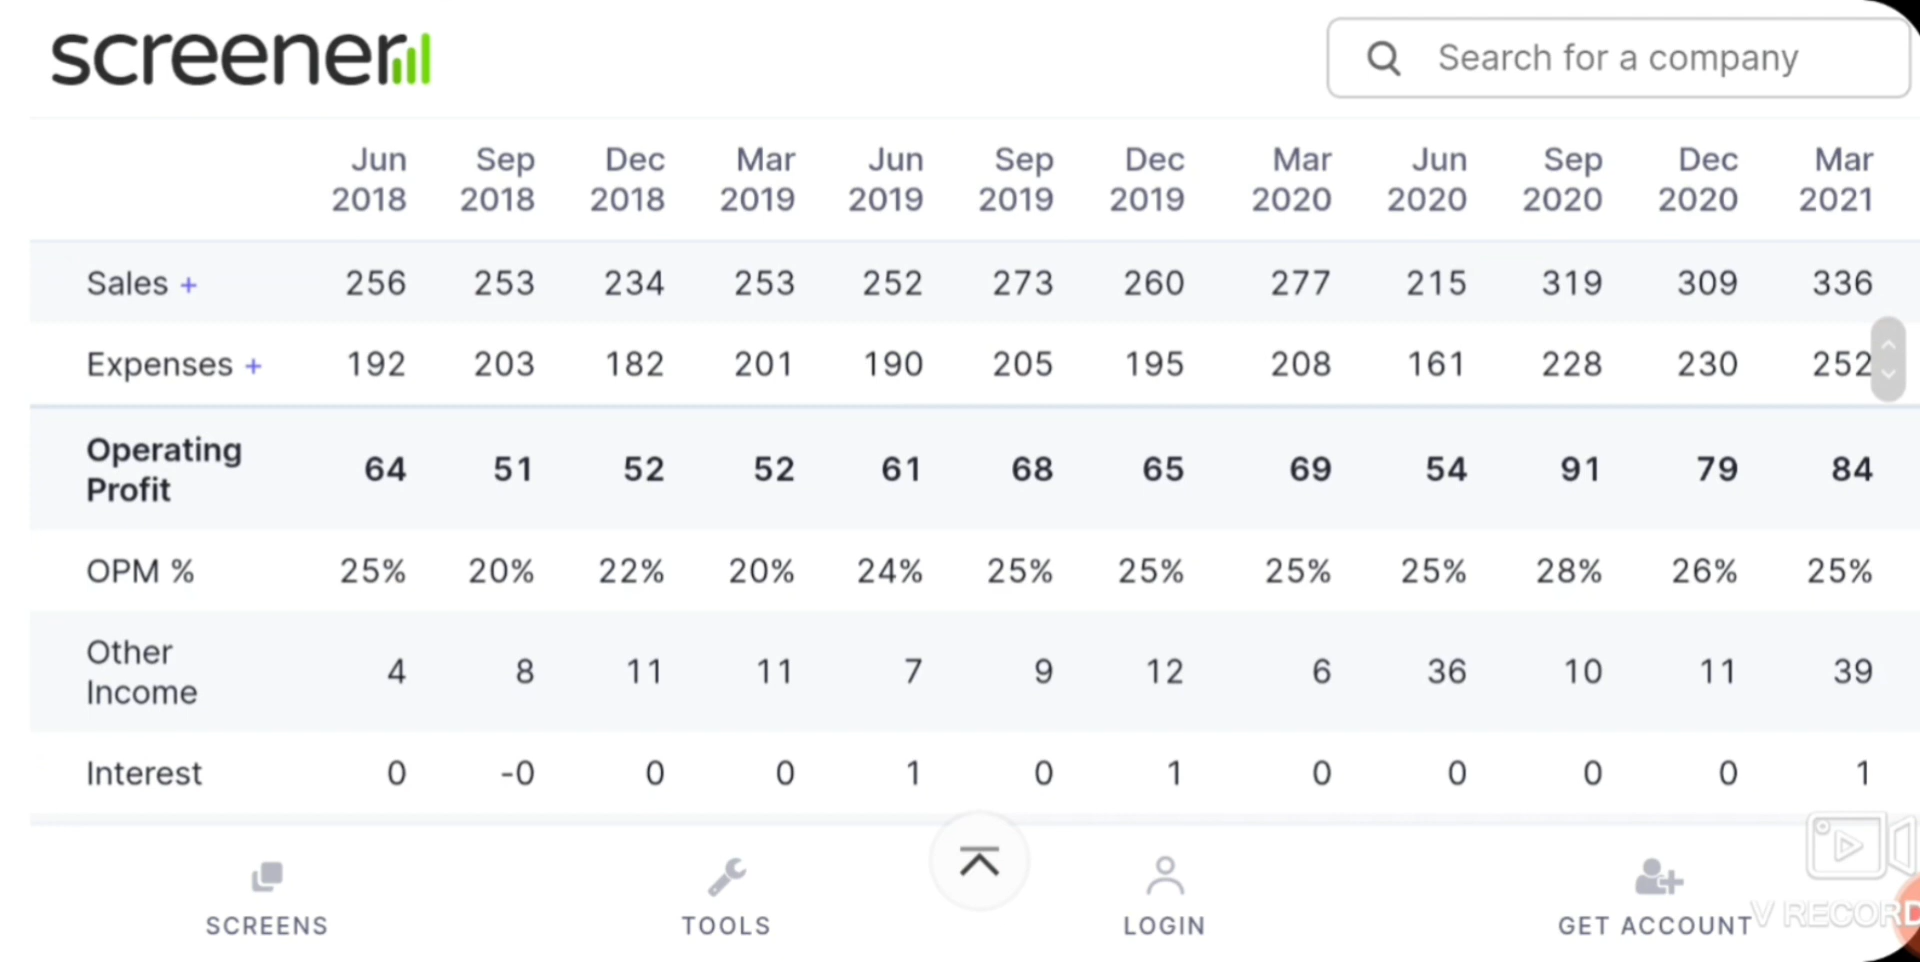 screener
Search for a company
Jun 2018 Sep 2018 Dec 2018 Mar 2019 Jun 2019 Sep 2019 Dec 2019 Mar 2020 Jun 2020 Sep 2020 Dec 2020 Mar 2021
Sales + 256 253 234 253 252 273 260 277 215 319 309 336
Expenses + 192 203 182 201 190 205 195 208 161 228 230 252
Operating Profit 64 51 52 52 61 68 65 69 54 91 79 84
OPM % 25% 20% 22% 20% 24% 25% 25% 25% 25% 28% 26% 25%
Other Income 4 8 11 11 7 9 12 6 36 10 11 39
Interest 0 -0 0 0 1 0 1 0 0 0 0 1
SCREENS TOOLS LOGIN GET ACCOUNT
V RECORD